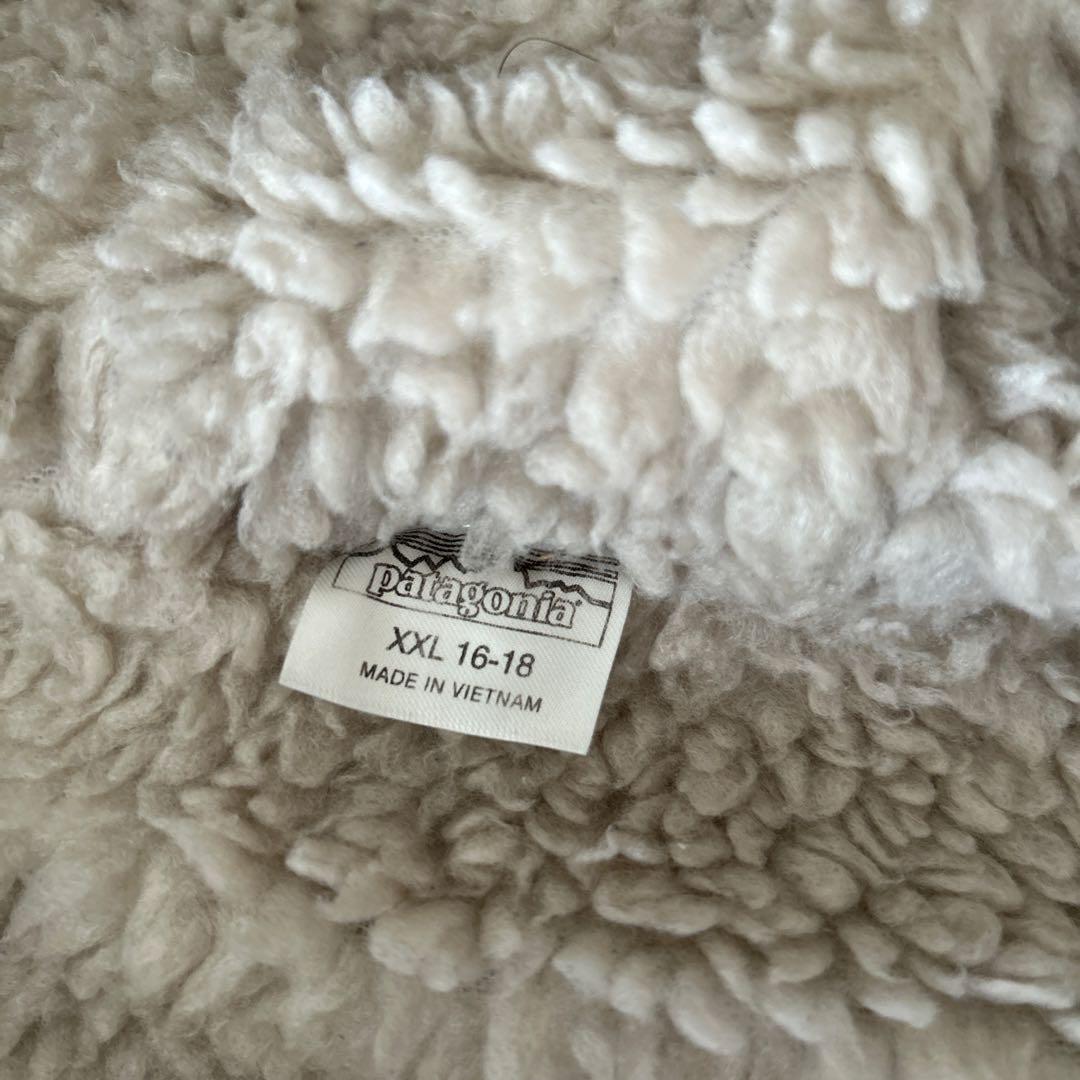 patagonia
XXL 16-18
MADE IN VIETNAM